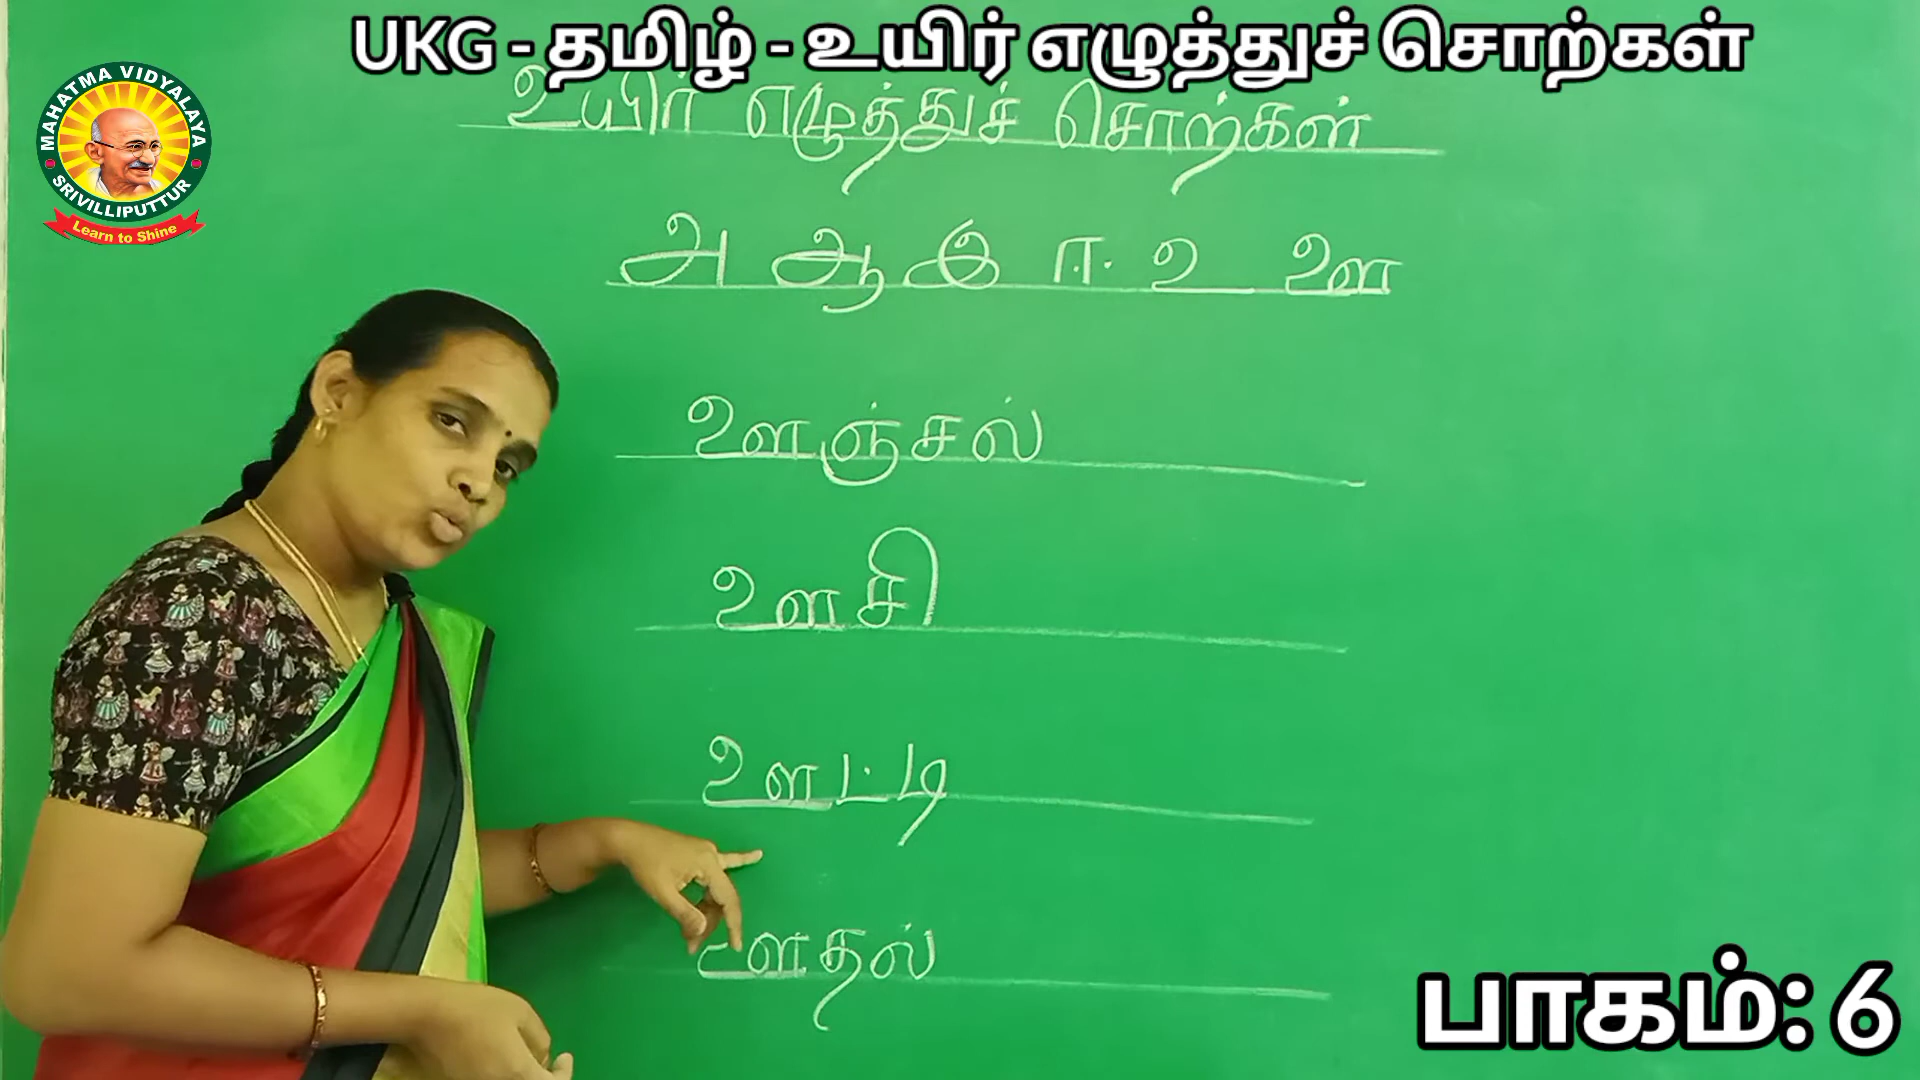 UKG - தமிழ் - உயிர் எழுத்துச் சொற்கள்
MAHATMA VIDYALAYA
SRIVILLIPUTTUR
Learn to Shine
உயிர் எழுத்துச் சொற்கள்
அ ஆ இ ஈ உ ஊ
ஊஞ்சல்
ஊசி
ஊட்டி
ஊதல்
பாகம்: 6